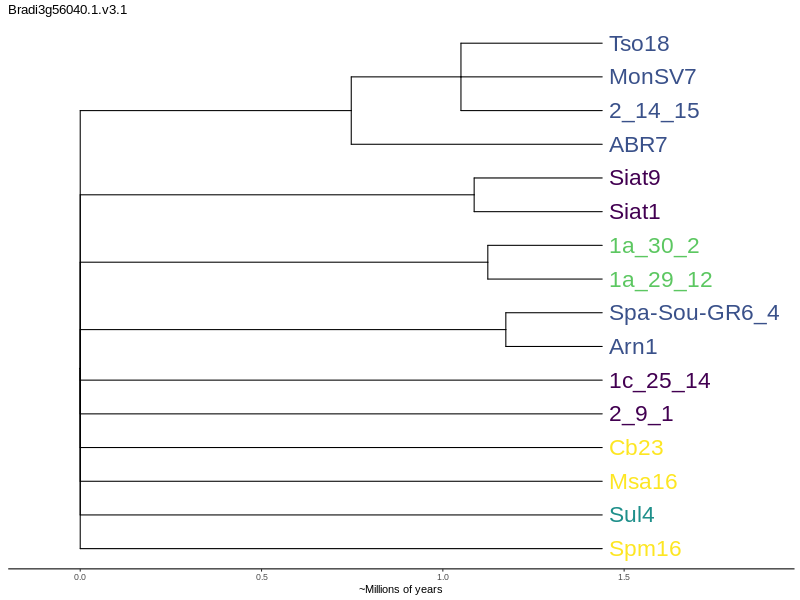 Bradi3g56040.1.v3.1
Tso18
MonSV7
2_14_15
ABR7
Siat9
Siat1
1a_30_2
1a_29_12
Spa-Sou-GR6_4
Arn1
1c_25_14
2_9_1
Cb23
Msa16
Sul4
Spm16
0.0 0.5 1.0 1.5
~Millions of years